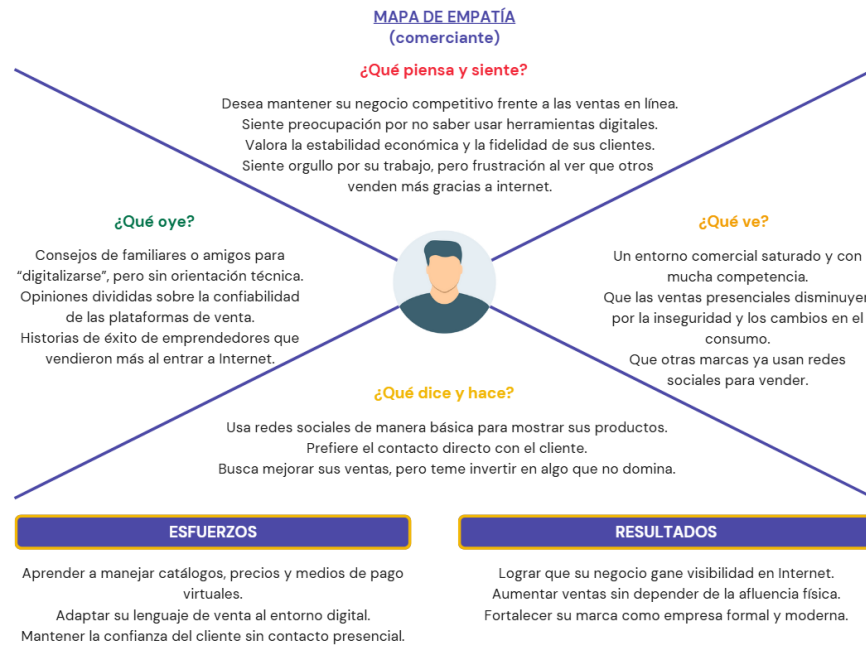 MAPA DE EMPATÍA
(comerciante)
¿Qué piensa y siente?
Desea mantener su negocio competitivo frente a las ventas en línea.
Siente preocupación por no saber usar herramientas digitales.
Valora la estabilidad económica y la fidelidad de sus clientes.
Siente orgullo por su trabajo, pero frustración al ver que otros
venden más gracias a internet.
¿Qué oye?
Consejos de familiares o amigos para
“digitalizarse”, pero sin orientación técnica.
Opiniones divididas sobre la confiabilidad
de las plataformas de venta.
Historias de éxito de emprendedores que
vendieron más al entrar a Internet.
¿Qué ve?
Un entorno comercial saturado y con
mucha competencia.
Que las ventas presenciales disminuyen
por la inseguridad y los cambios en el
consumo.
Que otras marcas ya usan redes
sociales para vender.
¿Qué dice y hace?
Usa redes sociales de manera básica para mostrar sus productos.
Prefiere el contacto directo con el cliente.
Busca mejorar sus ventas, pero teme invertir en algo que no domina.
ESFUERZOS
Aprender a manejar catálogos, precios y medios de pago
virtuales.
Adaptar su lenguaje de venta al entorno digital.
Mantener la confianza del cliente sin contacto presencial.
RESULTADOS
Lograr que su negocio gane visibilidad en Internet.
Aumentar ventas sin depender de la afluencia física.
Fortalecer su marca como empresa formal y moderna.